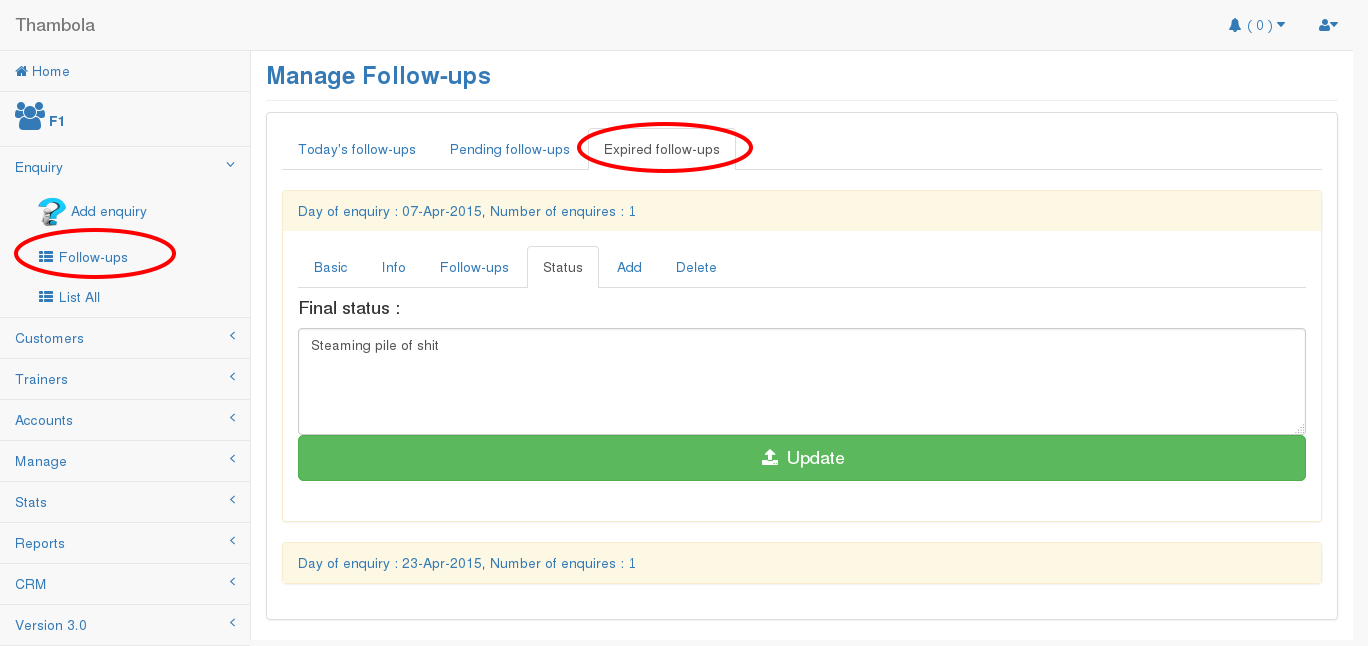 Thambola
( 0 )
Home
F1
Enquiry
Add enquiry
Follow-ups
List All
Customers
Trainers
Accounts
Manage
Stats
Reports
CRM
Version 3.0
Manage Follow-ups
Today's follow-ups Pending follow-ups Expired follow-ups
Day of enquiry : 07-Apr-2015, Number of enquires : 1
Basic Info Follow-ups Status Add Delete
Final status :
Steaming pile of shit
Update
Day of enquiry : 23-Apr-2015, Number of enquires : 1